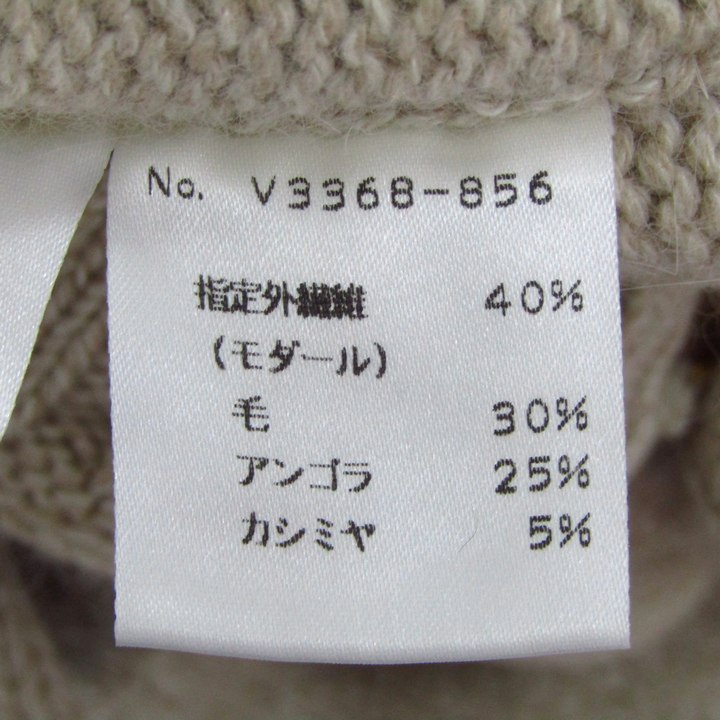 No. V3368-856
指定外繊維 40%
(モダール)
毛 30%
アンゴラ 25%
カシミヤ 5%